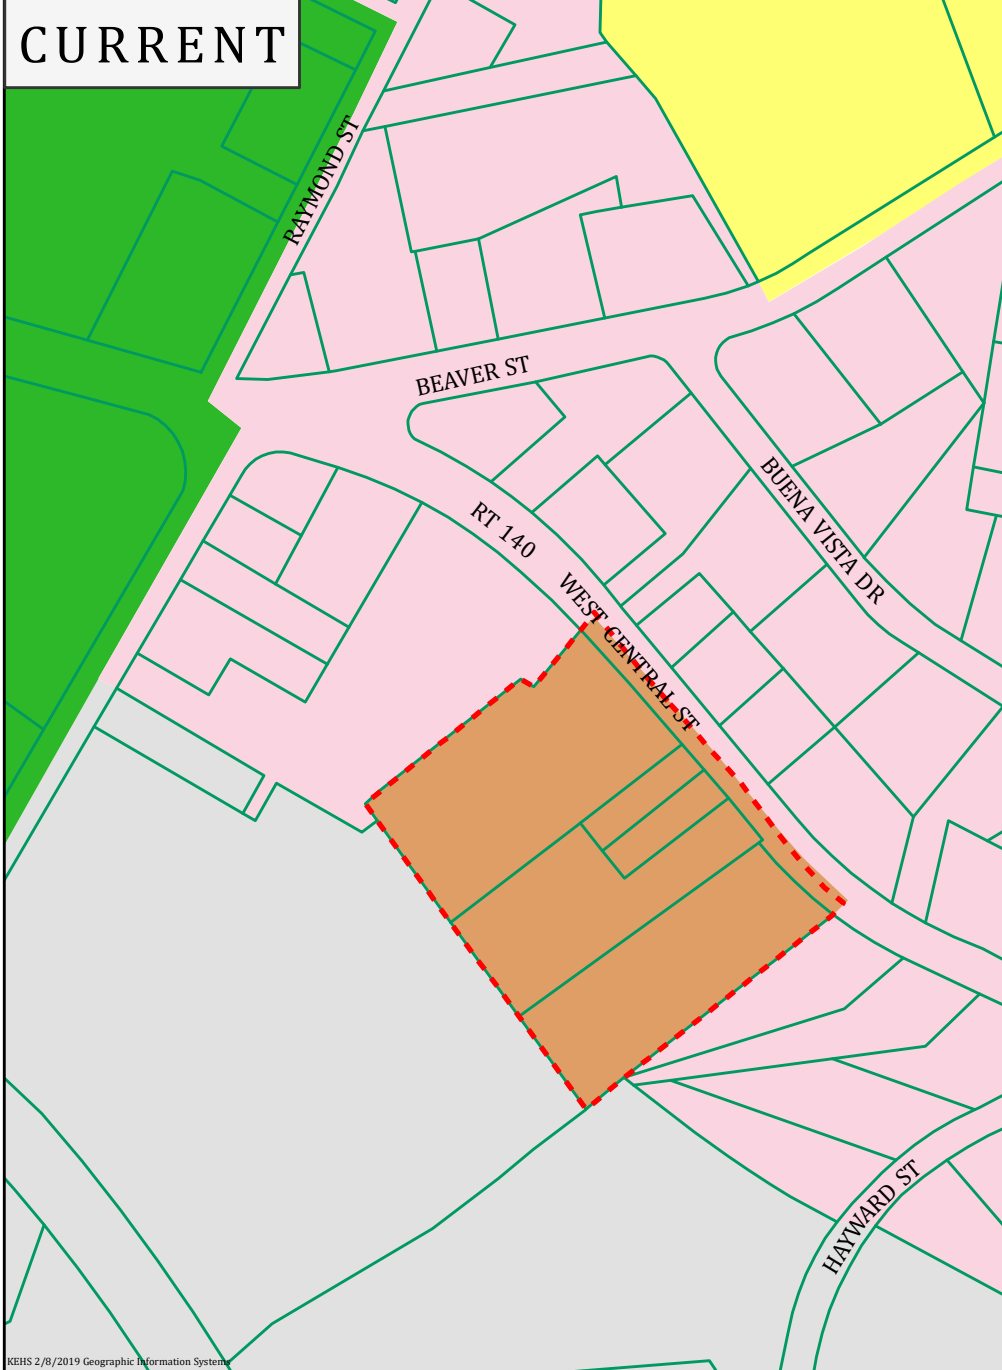 CURRENT
RAYMOND ST
BEAVER ST
BUENA VISTA DR
RT 140
WEST CENTRAL ST
HAYWARD ST
KEHS 2/8/2019 Geographic Information Systems